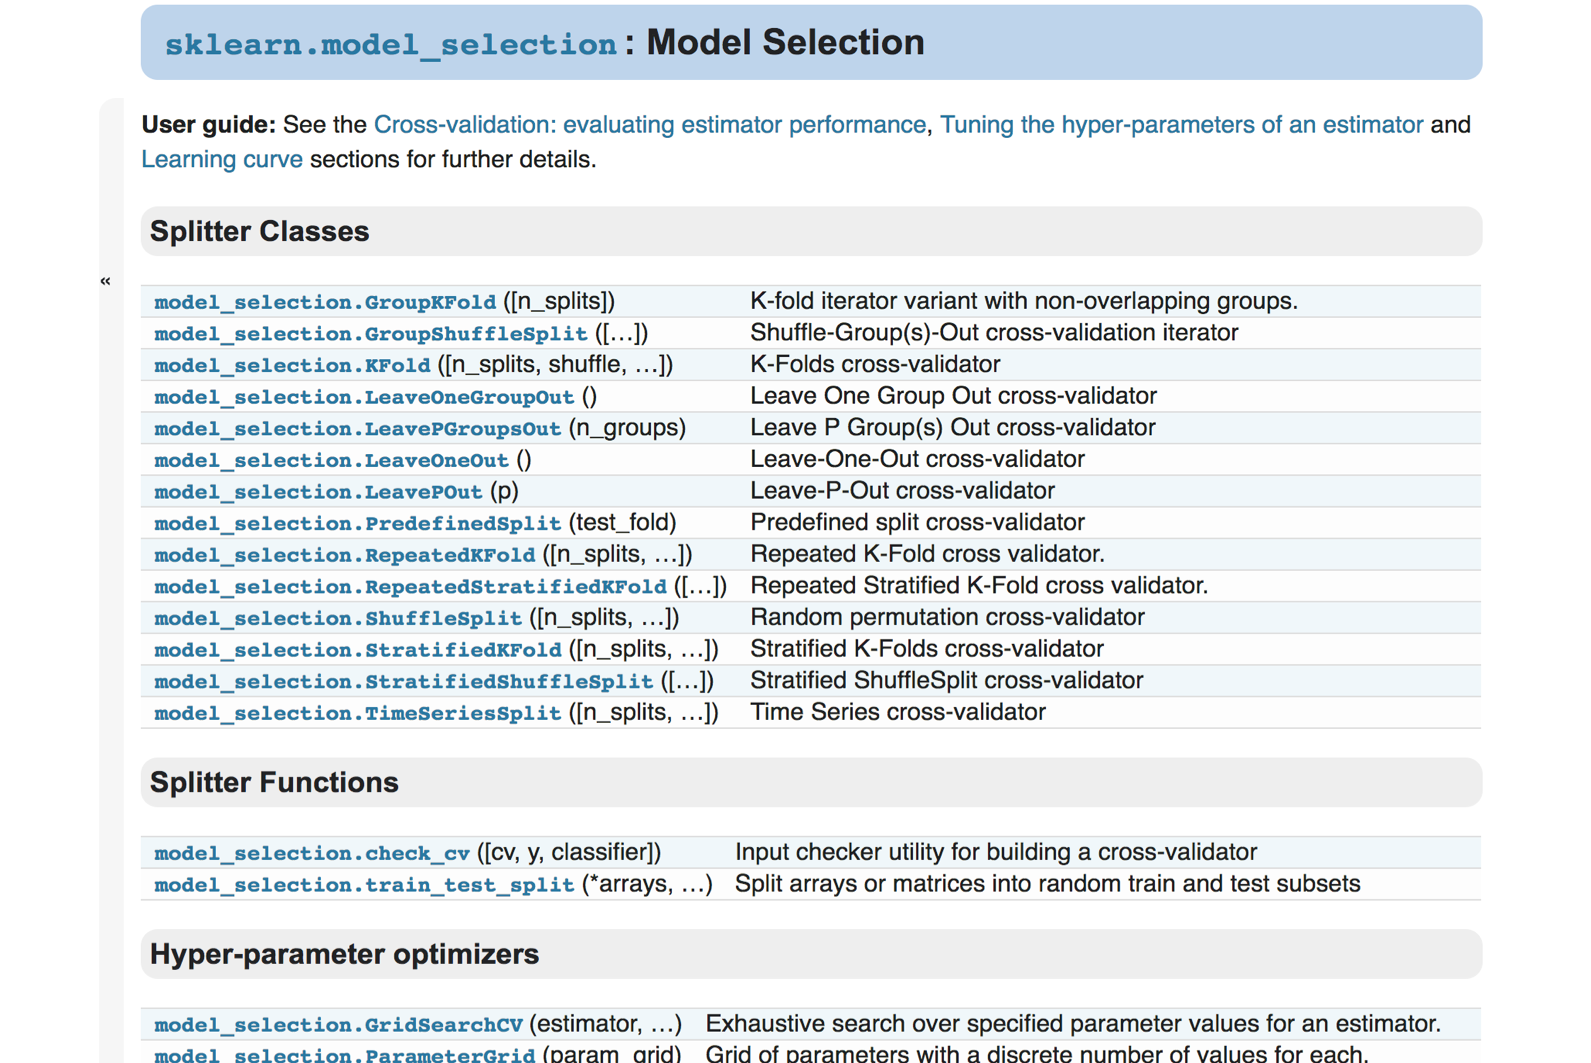 sklearn.model_selection: Model Selection
User guide: See the Cross-validation: evaluating estimator performance, Tuning the hyper-parameters of an estimator and
Learning curve sections for further details.
Splitter Classes
«
model_selection.GroupKFold ([n_splits]) K-fold iterator variant with non-overlapping groups.
model_selection.GroupShuffleSplit ([…]) Shuffle-Group(s)-Out cross-validation iterator
model_selection.KFold ([n_splits, shuffle, …]) K-Folds cross-validator
model_selection.LeaveOneGroupOut () Leave One Group Out cross-validator
model_selection.LeavePGroupsOut (n_groups) Leave P Group(s) Out cross-validator
model_selection.LeaveOneOut () Leave-One-Out cross-validator
model_selection.LeavePOut (p) Leave-P-Out cross-validator
model_selection.PredefinedSplit (test_fold) Predefined split cross-validator
model_selection.RepeatedKFold ([n_splits, …]) Repeated K-Fold cross validator.
model_selection.RepeatedStratifiedKFold ([…]) Repeated Stratified K-Fold cross validator.
model_selection.ShuffleSplit ([n_splits, …]) Random permutation cross-validator
model_selection.StratifiedKFold ([n_splits, …]) Stratified K-Folds cross-validator
model_selection.StratifiedShuffleSplit ([…]) Stratified ShuffleSplit cross-validator
model_selection.TimeSeriesSplit ([n_splits, …]) Time Series cross-validator
Splitter Functions
model_selection.check_cv ([cv, y, classifier]) Input checker utility for building a cross-validator
model_selection.train_test_split (*arrays, …) Split arrays or matrices into random train and test subsets
Hyper-parameter optimizers
model_selection.GridSearchCV (estimator, …) Exhaustive search over specified parameter values for an estimator.
model_selection.ParameterGrid (param_grid) Grid of parameters with a discrete number of values for each.